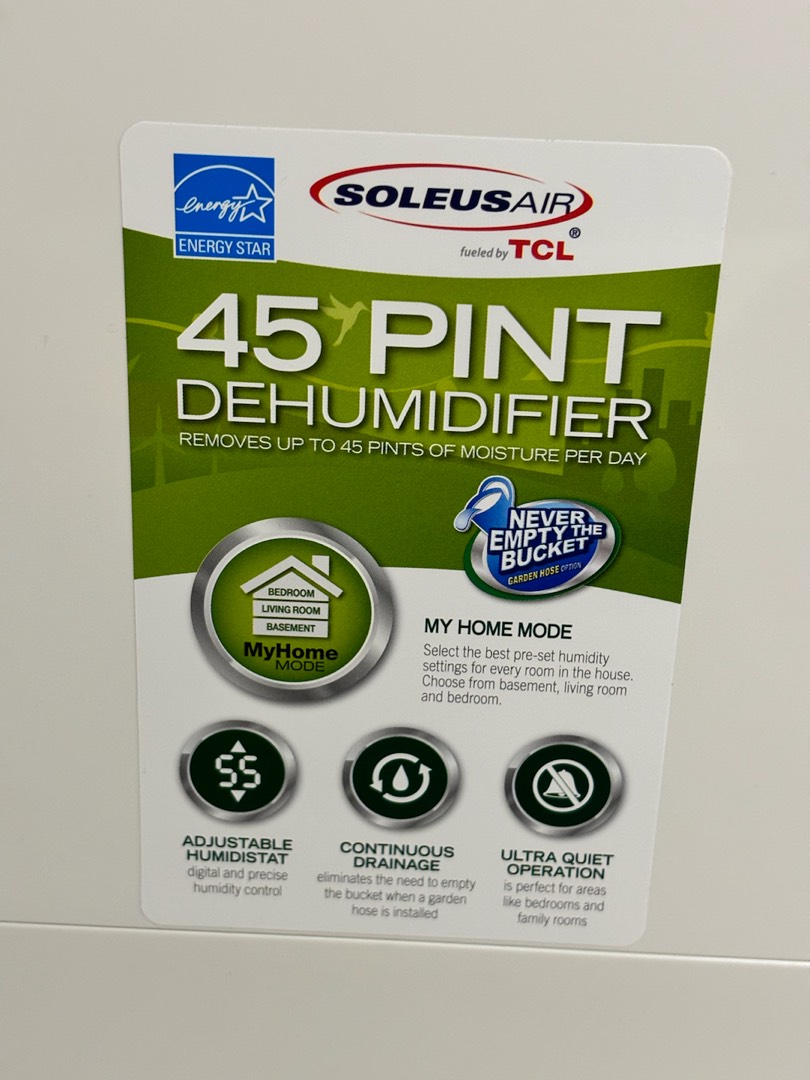 energy
ENERGY STAR
SOLEUSAIR
fueled by TCL®
45 PINT
DEHUMIDIFIER
REMOVES UP TO 45 PINTS OF MOISTURE PER DAY
NEVER
EMPTY THE
BUCKET
GARDEN HOSE OPTION
BEDROOM
LIVING ROOM
BASEMENT
MyHome
MODE
MY HOME MODE
Select the best pre-set humidity
settings for every room in the house.
Choose from basement, living room
and bedroom.
55
ADJUSTABLE
HUMIDISTAT
digital and precise
humidity control
CONTINUOUS
DRAINAGE
eliminates the need to empty
the bucket when a garden
hose is installed
ULTRA QUIET
OPERATION
is perfect for areas
like bedrooms and
family rooms